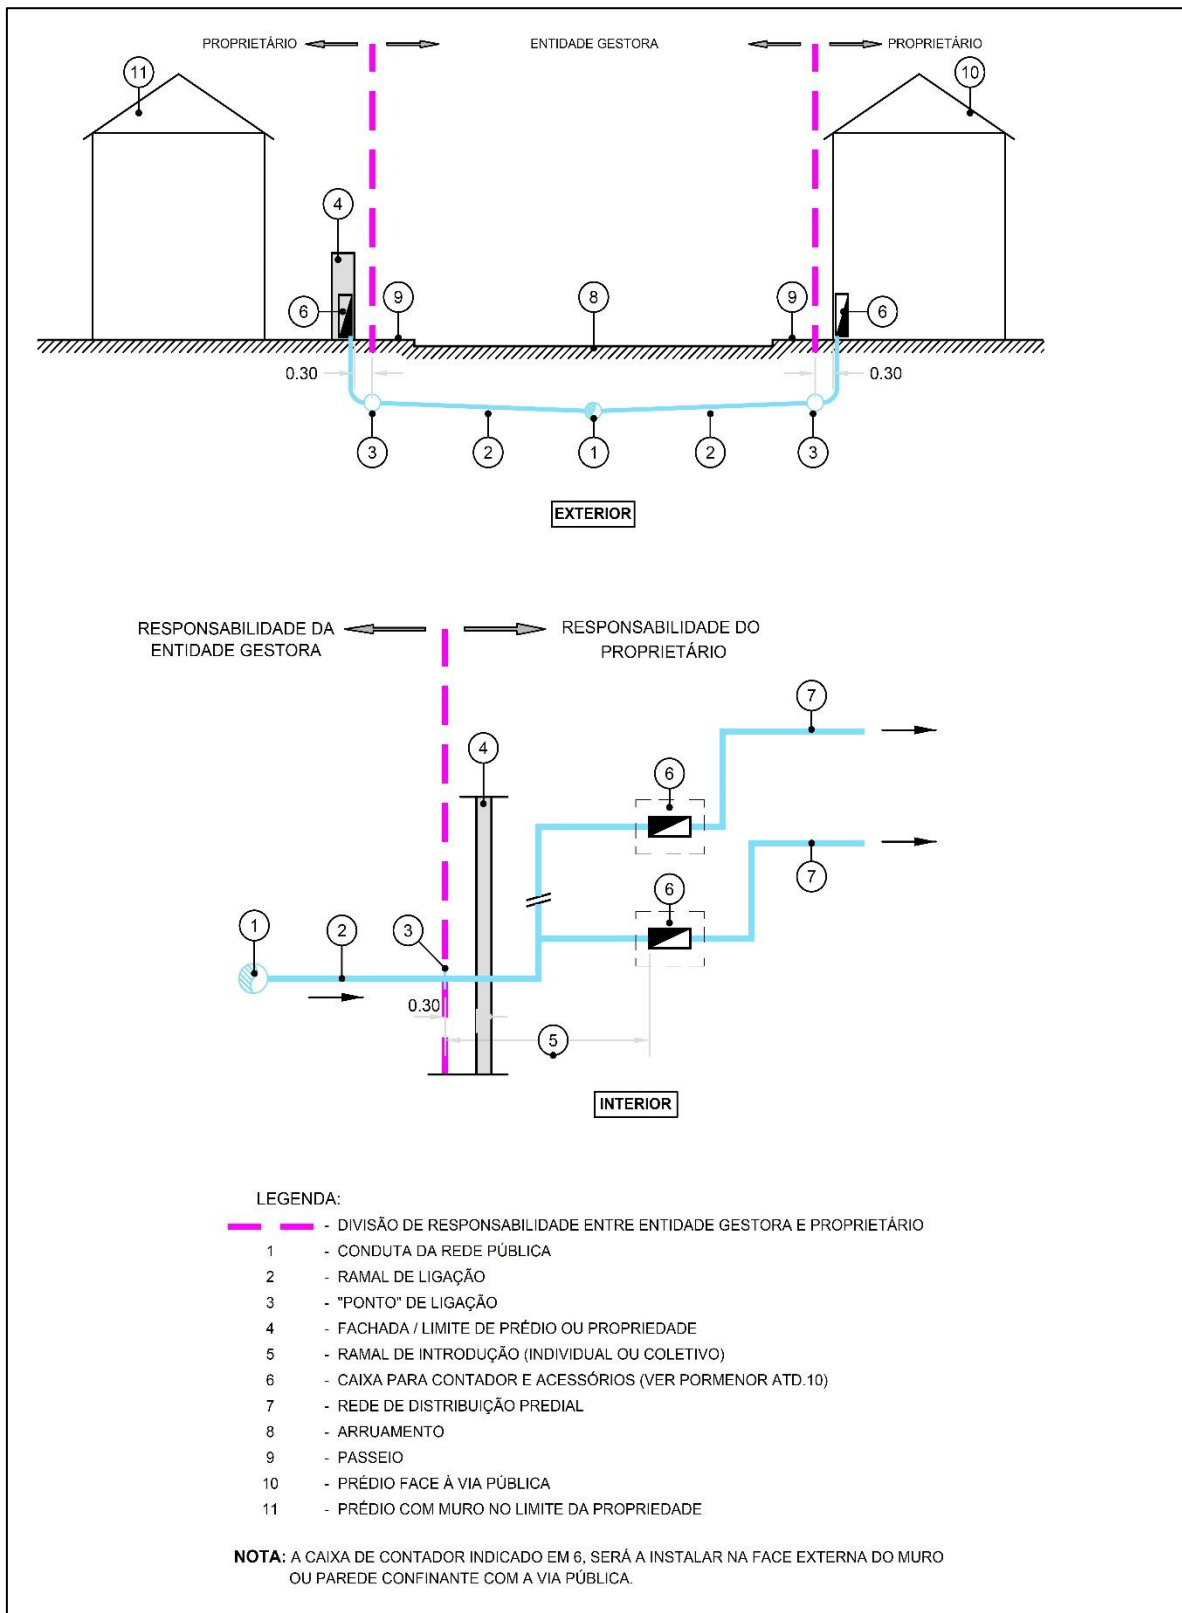 PROPRIETÁRIO ENTIDADE GESTORA PROPRIETÁRIO
11 10
4
6 9 8 9 6
0.30 0.30
3 2 1 2 3
EXTERIOR
RESPONSABILIDADE DA
ENTIDADE GESTORA
RESPONSABILIDADE DO
PROPRIETÁRIO
7
4
6
7
6
1 2 3
0.30
5
INTERIOR
LEGENDA:
- DIVISÃO DE RESPONSABILIDADE ENTRE ENTIDADE GESTORA E PROPRIETÁRIO
1 - CONDUTA DA REDE PÚBLICA
2 - RAMAL DE LIGAÇÃO
3 - "PONTO" DE LIGAÇÃO
4 - FACHADA / LIMITE DE PRÉDIO OU PROPRIEDADE
5 - RAMAL DE INTRODUÇÃO (INDIVIDUAL OU COLETIVO)
6 - CAIXA PARA CONTADOR E ACESSÓRIOS (VER PORMENOR ATD.10)
7 - REDE DE DISTRIBUIÇÃO PREDIAL
8 - ARRUAMENTO
9 - PASSEIO
10 - PRÉDIO FACE À VIA PÚBLICA
11 - PRÉDIO COM MURO NO LIMITE DA PROPRIEDADE
NOTA: A CAIXA DE CONTADOR INDICADO EM 6, SERÁ A INSTALAR NA FACE EXTERNA DO MURO
OU PAREDE CONFINANTE COM A VIA PÚBLICA.